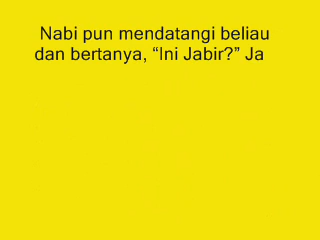 Nabi pun mendatangi beliau
dan bertanya, “Ini Jabir?” Ja